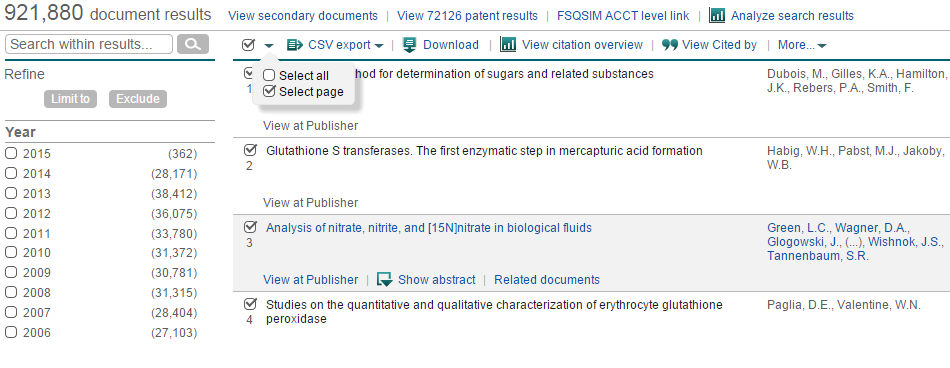 921,880 document results View secondary documents | View 72126 patent results | FSQSIM ACCT level link | Analyze search results
Search within results... CSV export | Download | View citation overview | View Cited by | More...
Refine
Limit to Exclude
Year
2015 (362)
2014 (28,171)
2013 (38,412)
2012 (36,075)
2011 (33,780)
2010 (31,372)
2009 (30,781)
2008 (31,315)
2007 (28,404)
2006 (27,103)
Select all
Select page
1 hod for determination of sugars and related substances
Dubois, M., Gilles, K.A., Hamilton,
J.K., Rebers, P.A., Smith, F.
View at Publisher
2 Glutathione S transferases. The first enzymatic step in mercapturic acid formation
Habig, W.H., Pabst, M.J., Jakoby,
W.B.
View at Publisher
3 Analysis of nitrate, nitrite, and [15N]nitrate in biological fluids
Green, L.C., Wagner, D.A.,
Glogowski, J., (...), Wishnok, J.S.,
Tannenbaum, S.R.
View at Publisher | Show abstract | Related documents
4 Studies on the quantitative and qualitative characterization of erythrocyte glutathione
peroxidase
Paglia, D.E., Valentine, W.N.